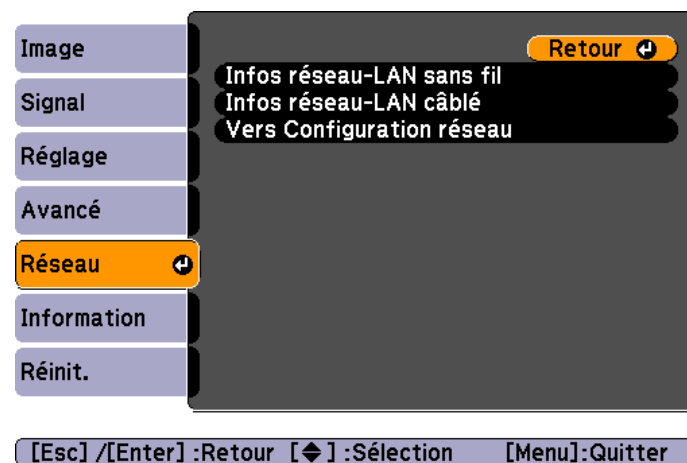 Image
Signal
Réglage
Avancé
Réseau
Information
Réinit.
Retour
Infos réseau-LAN sans fil
Infos réseau-LAN câblé
Vers Configuration réseau
[Esc] /[Enter] :Retour [◆] :Sélection [Menu]:Quitter